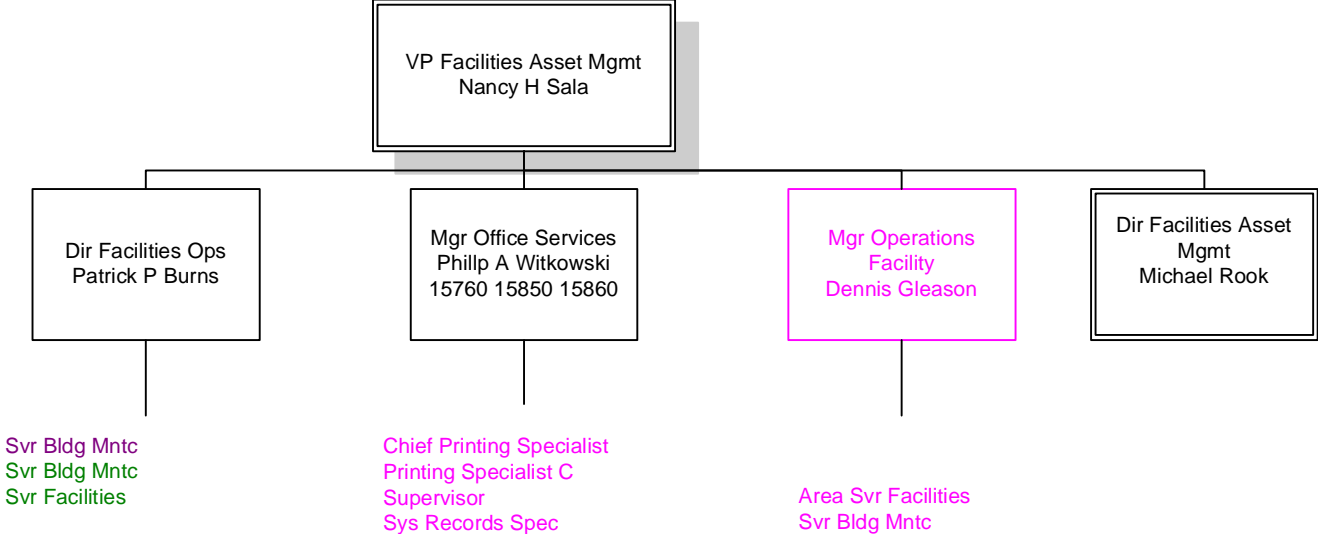 VP Facilities Asset Mgmt
Nancy H Sala
Dir Facilities Ops
Patrick P Burns
Mgr Office Services
Phillp A Witkowski
15760 15850 15860
Mgr Operations
Facility
Dennis Gleason
Dir Facilities Asset
Mgmt
Michael Rook
Svr Bldg Mntc
Svr Bldg Mntc
Svr Facilities
Chief Printing Specialist
Printing Specialist C
Supervisor
Sys Records Spec
Area Svr Facilities
Svr Bldg Mntc